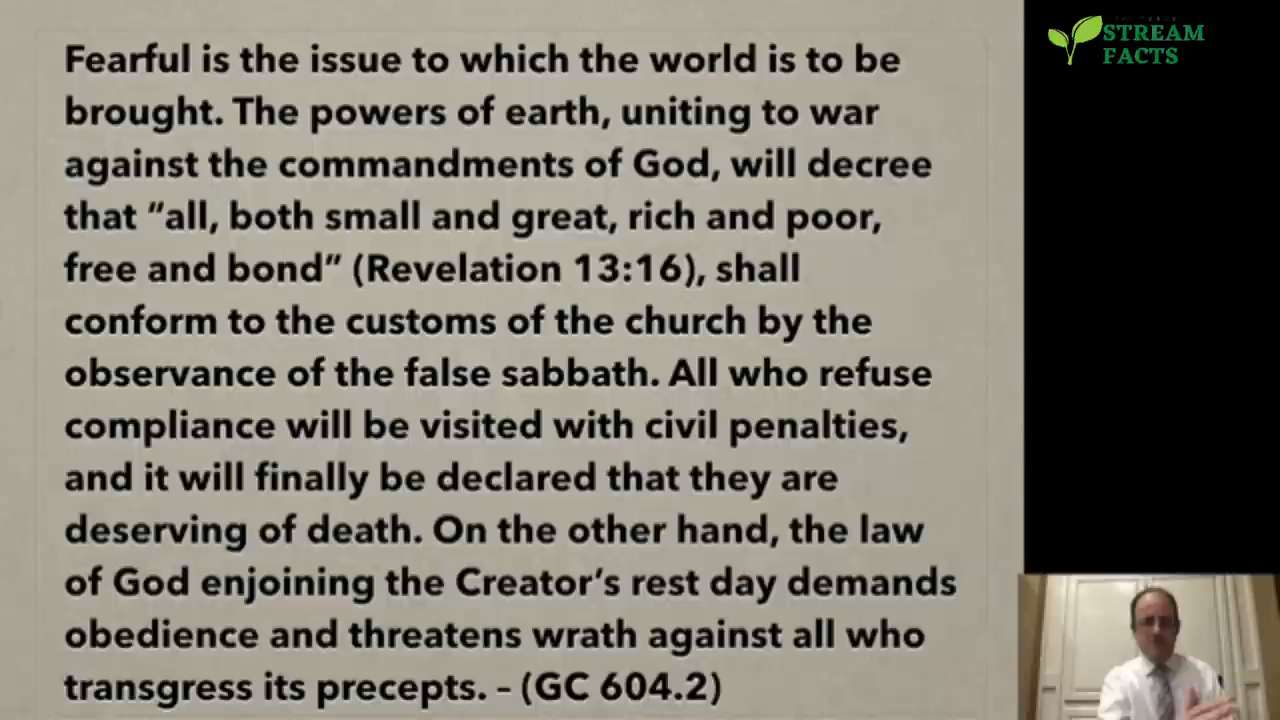 Fearful is the issue to which the world is to be
brought. The powers of earth, uniting to war
against the commandments of God, will decree
that “all, both small and great, rich and poor,
free and bond” (Revelation 13:16), shall
conform to the customs of the church by the
observance of the false sabbath. All who refuse
compliance will be visited with civil penalties,
and it will finally be declared that they are
deserving of death. On the other hand, the law
of God enjoining the Creator’s rest day demands
obedience and threatens wrath against all who
transgress its precepts. – (GC 604.2)
STREAM
FACTS